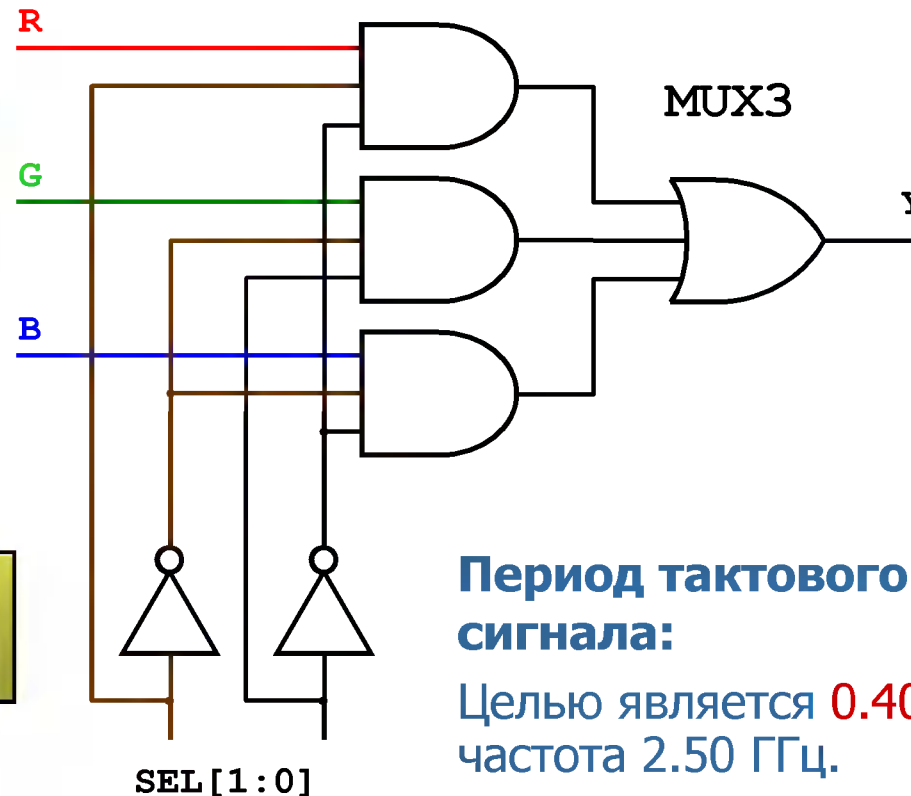 R
MUX3
G
Y
B
Период тактового
сигнала:
Целью является 0.40
частота 2.50 ГГц.
SEL[1:0]